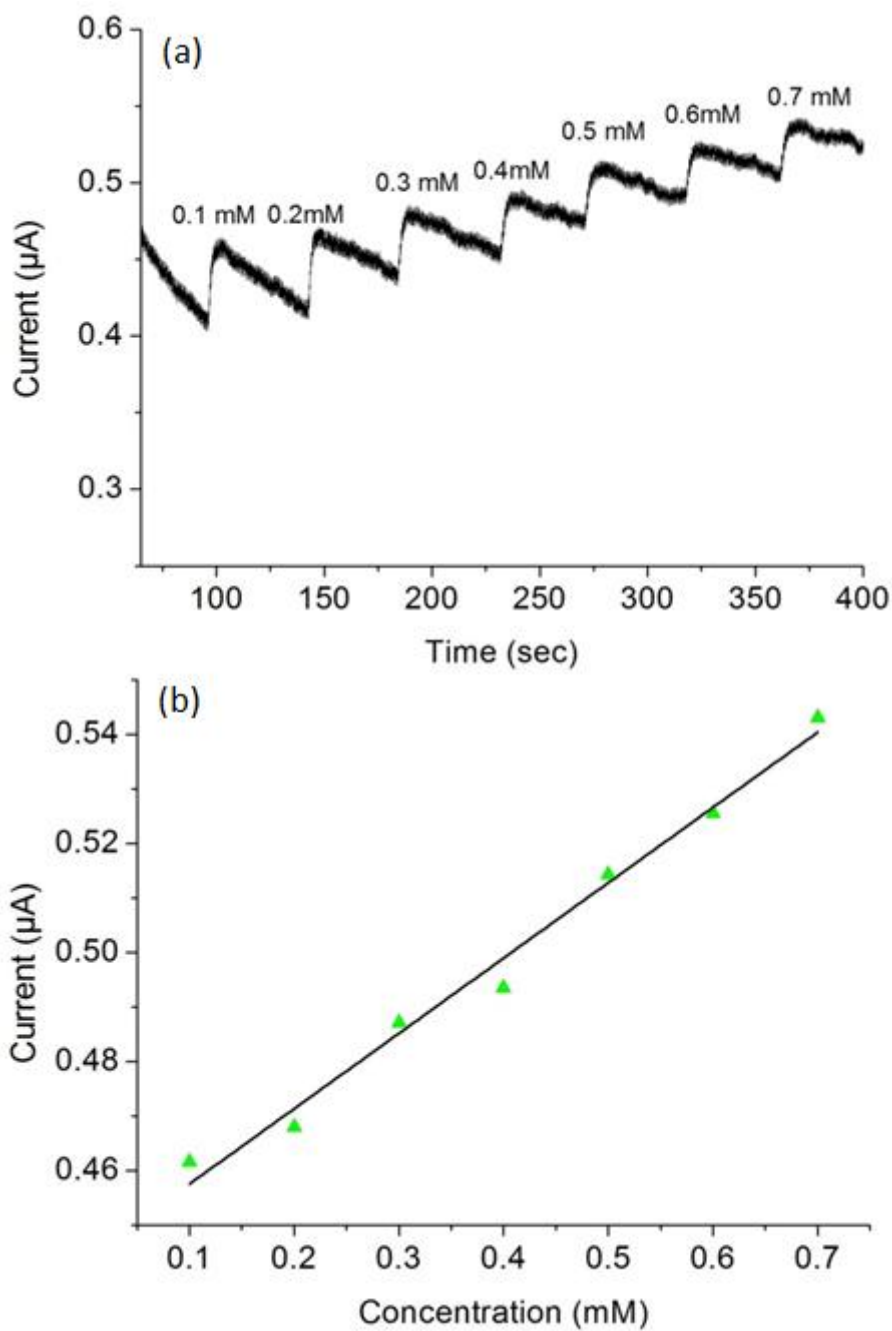 (a)
0.6
0.5
0.4
0.3
Current (µA)
0.1 mM
0.2mM
0.3 mM
0.4mM
0.5 mM
0.6mM
0.7 mM
100 150 200 250 300 350 400
Time (sec)
(b)
0.54
0.52
0.50
0.48
0.46
Current (µA)
0.1 0.2 0.3 0.4 0.5 0.6 0.7
Concentration (mM)